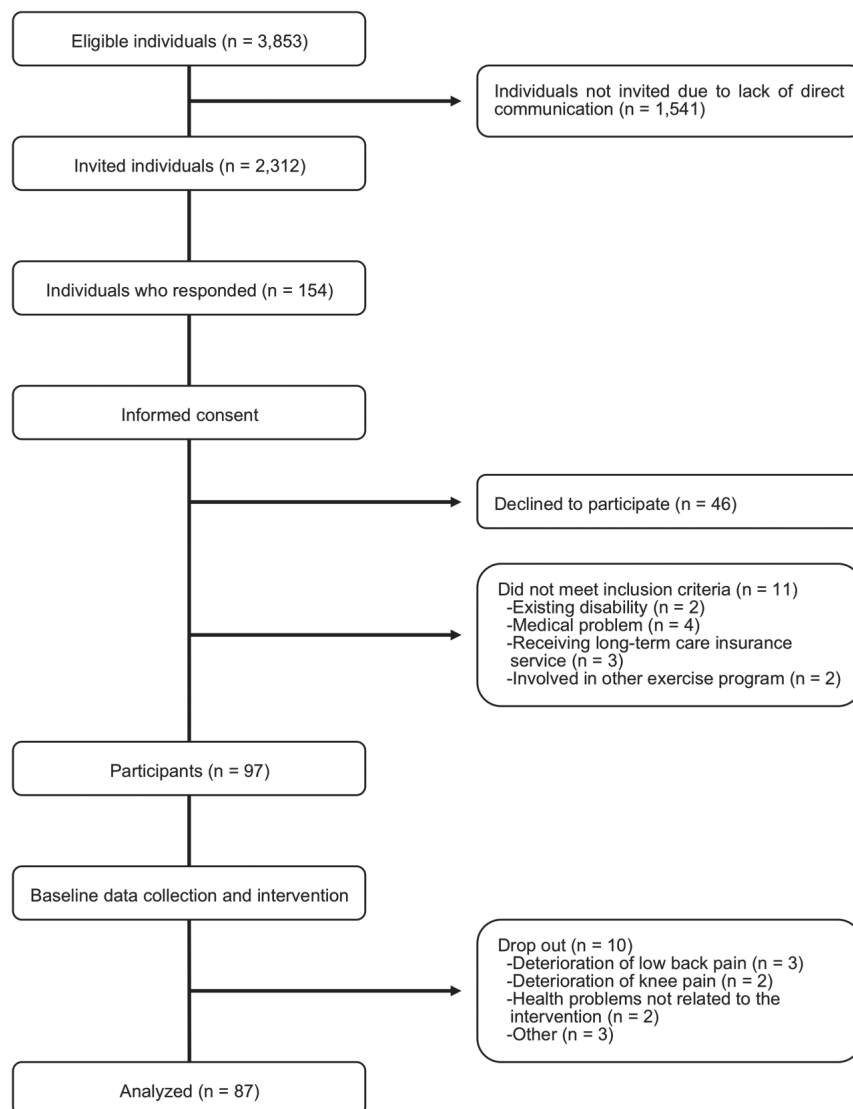 Eligible individuals (n = 3,853)
Individuals not invited due to lack of direct
communication (n = 1,541)
Invited individuals (n = 2,312)
Individuals who responded (n = 154)
Informed consent
Declined to participate (n = 46)
Did not meet inclusion criteria (n = 11)
-Existing disability (n = 2)
-Medical problem (n = 4)
-Receiving long-term care insurance
service (n = 3)
-Involved in other exercise program (n = 2)
Participants (n = 97)
Baseline data collection and intervention
Drop out (n = 10)
-Deterioration of low back pain (n = 3)
-Deterioration of knee pain (n = 2)
-Health problems not related to the
intervention (n = 2)
-Other (n = 3)
Analyzed (n = 87)